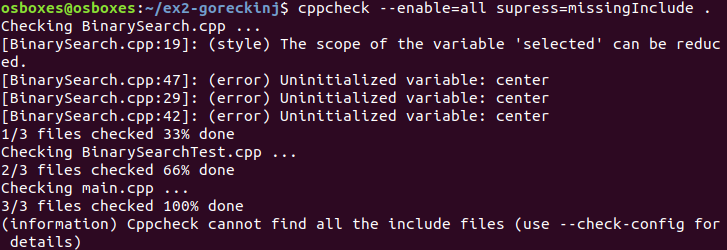 osboxes@osboxes:~/ex2-goreckinj$ cppcheck --enable=all supress=missingInclude .
Checking BinarySearch.cpp ...
[BinarySearch.cpp:19]: (style) The scope of the variable 'selected' can be reduc
ed.
[BinarySearch.cpp:47]: (error) Uninitialized variable: center
[BinarySearch.cpp:29]: (error) Uninitialized variable: center
[BinarySearch.cpp:42]: (error) Uninitialized variable: center
1/3 files checked 33% done
Checking BinarySearchTest.cpp ...
2/3 files checked 66% done
Checking main.cpp ...
3/3 files checked 100% done
(information) Cppcheck cannot find all the include files (use --check-config for
 details)